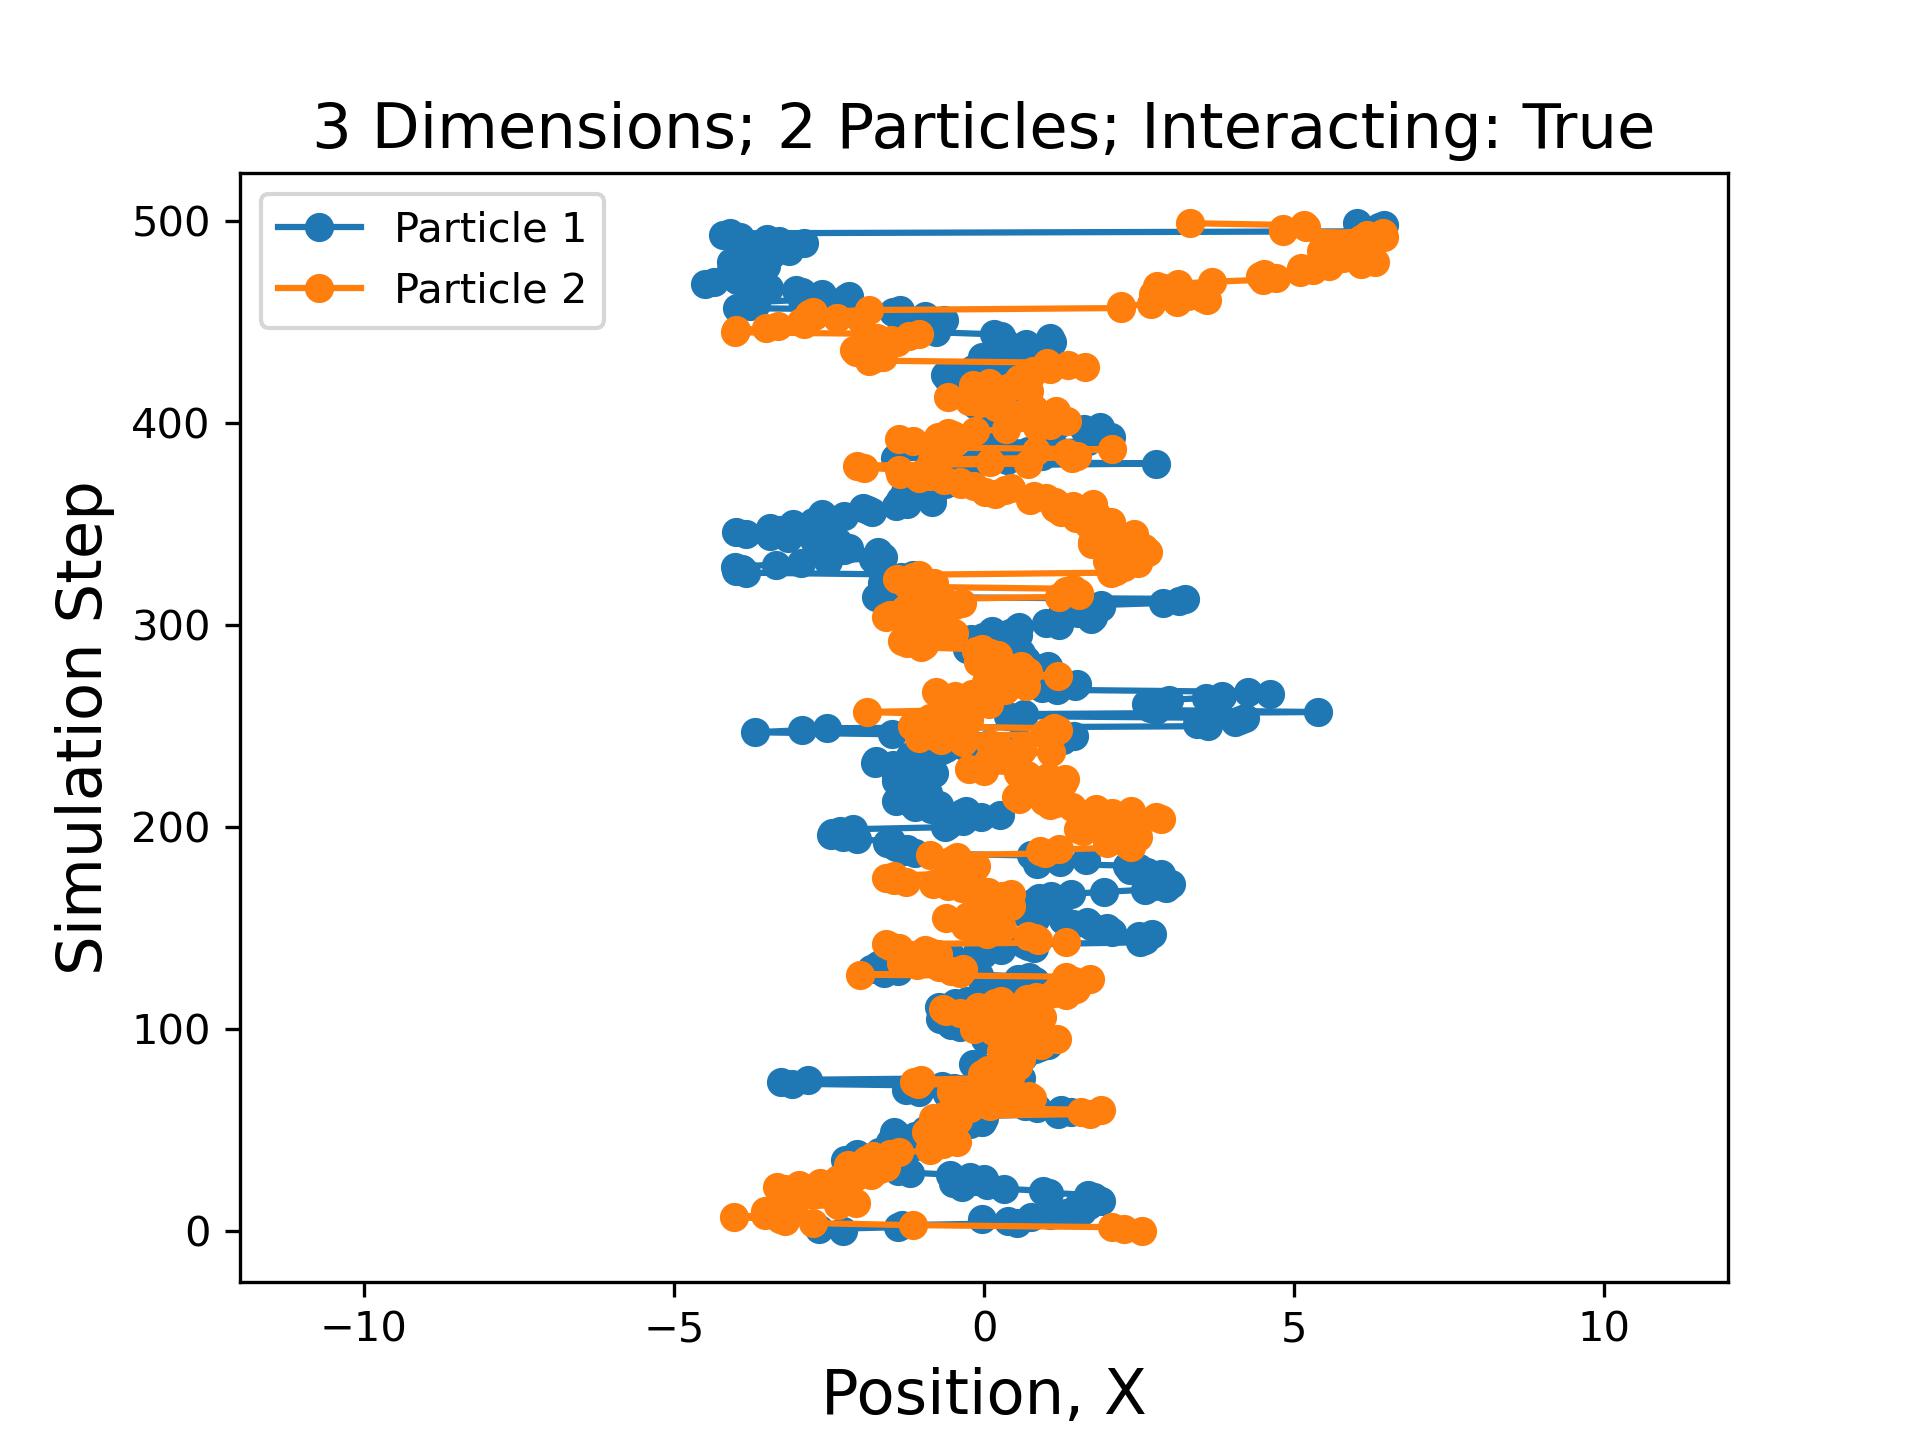 3 Dimensions; 2 Particles; Interacting: True
Particle 1
Particle 2
500
400
300
200
100
0
Simulation Step
−10
−5
0
5
10
Position, X